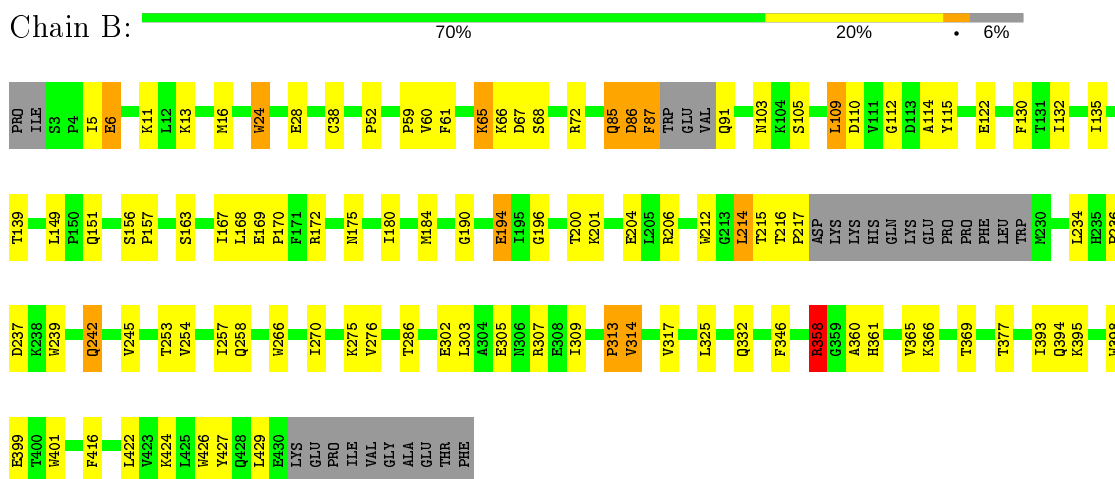 Chain B:
70% 20% • 6%
PRO ILE S3 P4 I5 E6 K11 L12 K13 M16 W24 E28 C38 P52 P59 V60 F61 K65 K66 D67 S68 R72 Q85 D86 F87 TRP GLU VAL Q91 N103 K104 S105 L109 D110 V111 G112 D113 A114 Y115 E122 F130 T131 I132 I135
T139 L149 P150 Q151 S156 P157 S163 I167 L168 E169 P170 F171 R172 N175 I180 M184 G190 E194 I195 G196 T200 K201 E204 L205 R206 W212 G213 L214 T215 T216 P217 ASP LYS LYS HIS GLN LYS GLU PRO PRO PHE LEU TRP M230 L234 H235 P236
D237 K238 W239 Q242 V245 T253 V254 I257 Q258 W266 I270 K275 V276 T286 E302 L303 A304 E305 N306 R307 E308 I309 P313 V314 V317 L325 Q332 F346 R358 G359 A360 H361 V365 K366 T369 T377 I393 Q394 K395 W398
E399 T400 W401 F416 L422 V423 K424 L425 W426 Y427 Q428 L429 E430 LYS GLU PRO ILE VAL GLY ALA GLU THR PHE